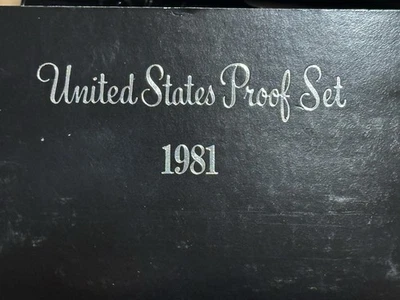 United States Proof Set
1981